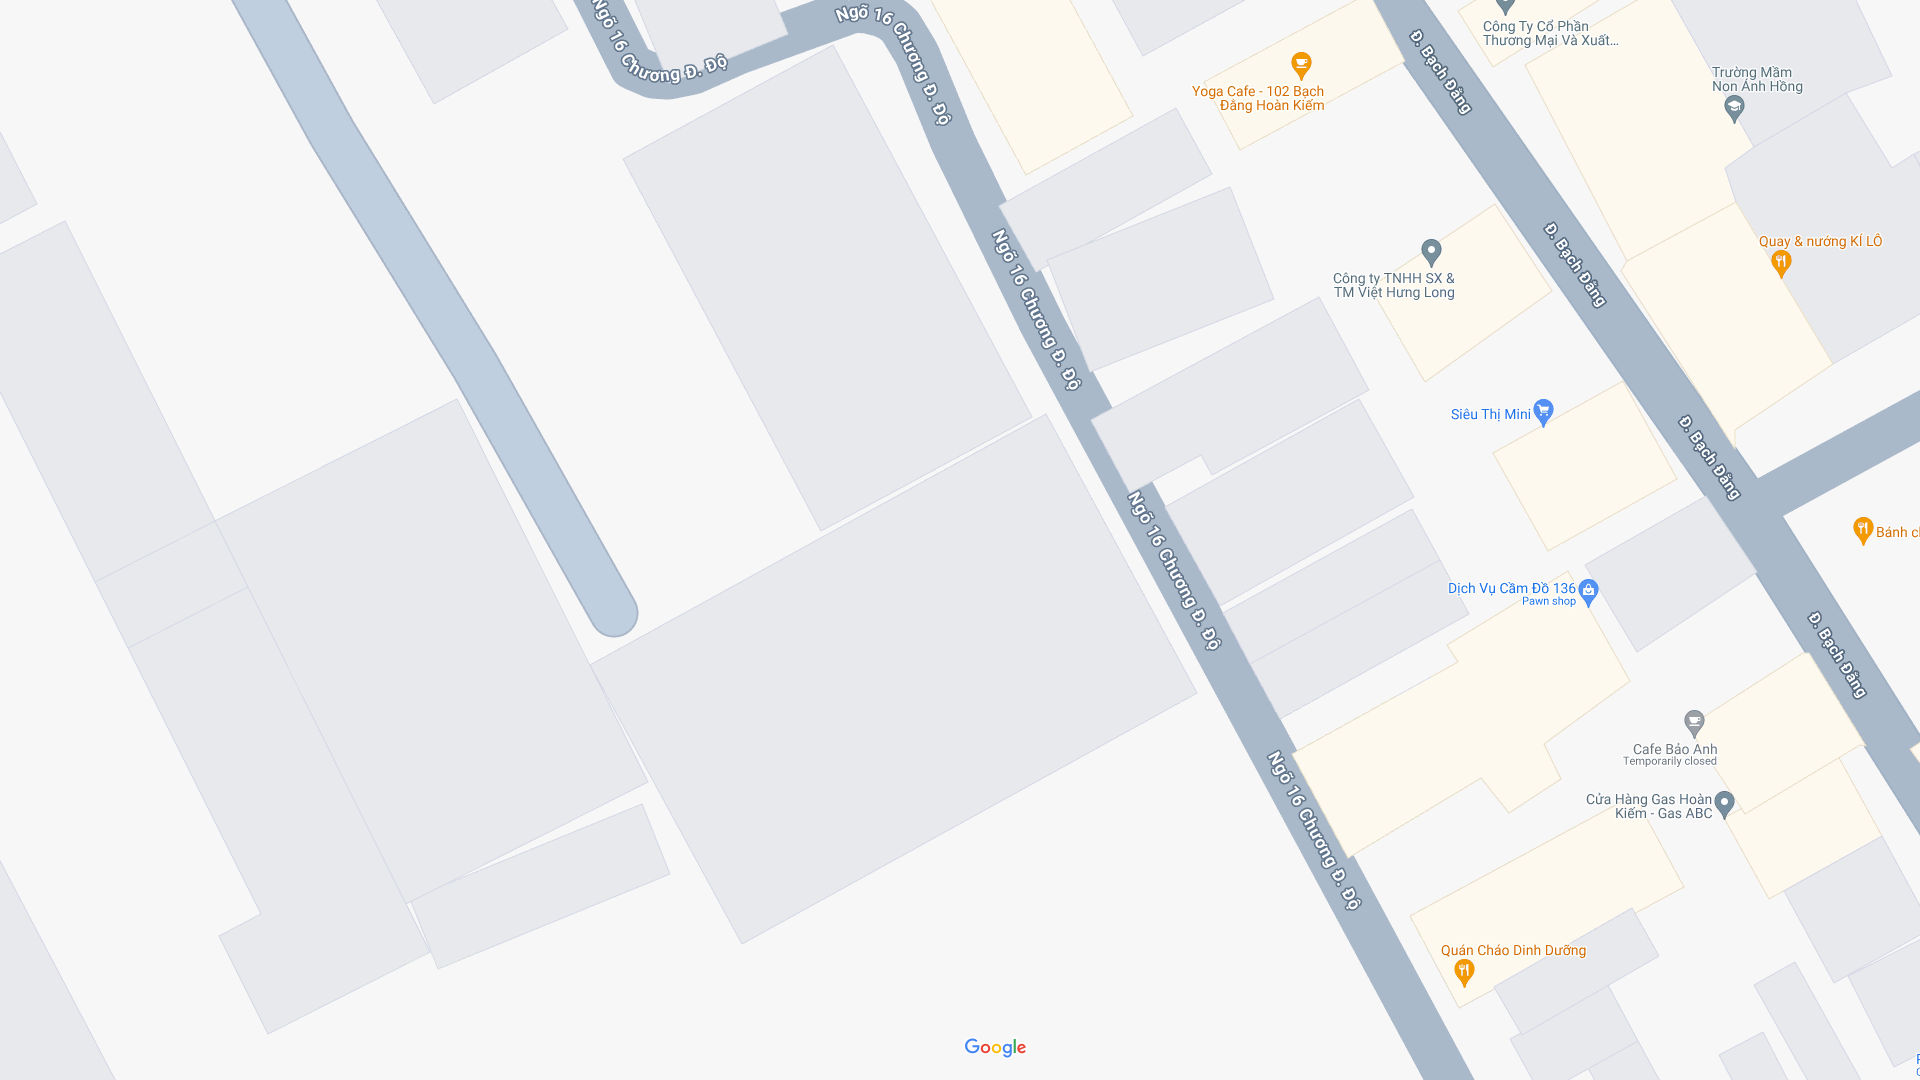 Ngõ 16 Chương Đ. Độ
Ngõ 16 Chương Đ. Độ
Đ. Bạch Đằng
Công Ty Cổ Phần
Thương Mại Và Xuất...
Trường Mầm
Non Ánh Hồng
Yoga Cafe - 102 Bạch
Đằng Hoàn Kiếm
Ngõ 16 Chương Đ. Độ
Đ. Bạch Đằng
Quay & nướng KÍ LÔ
Công ty TNHH SX &
TM Việt Hưng Long
Siêu Thị Mini
Đ. Bạch Đằng
Ngõ 16 Chương Đ. Độ
Bánh
Dịch Vụ Cầm Đồ 136
Pawn shop
Đ. Bạch Đằng
Cafe Bảo Anh
Temporarily closed
Ngõ 16 Chương Đ. Độ
Cửa Hàng Gas Hoàn
Kiếm - Gas ABC
Quán Cháo Dinh Dưỡng
Google